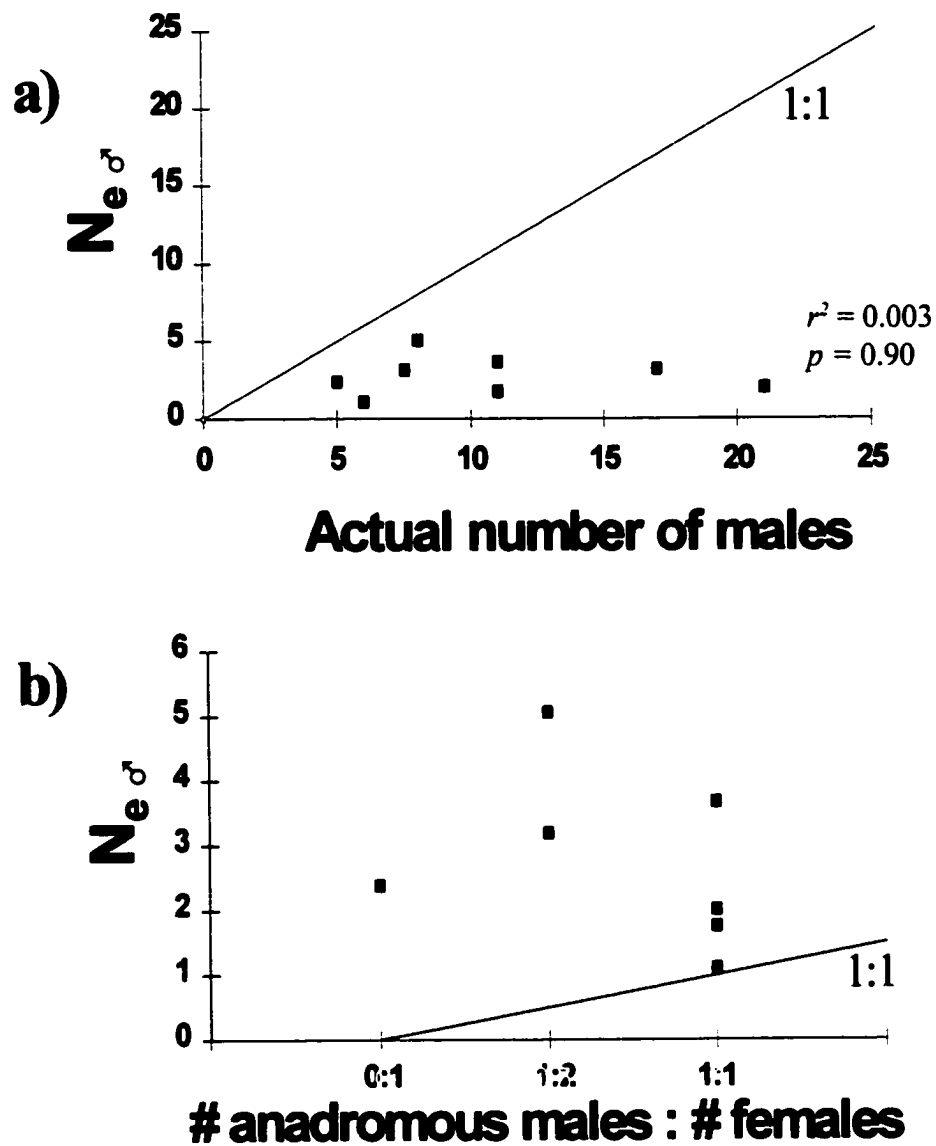 a)
25
20
15
10
5
0
N e ♂
1:1
r² = 0.003
p = 0.90
0 5 10 15 20 25
Actual number of males
b)
6
5
4
3
2
1
0
N e ♂
1:1
0:1 1:2 1:1
# anadromous males : # females